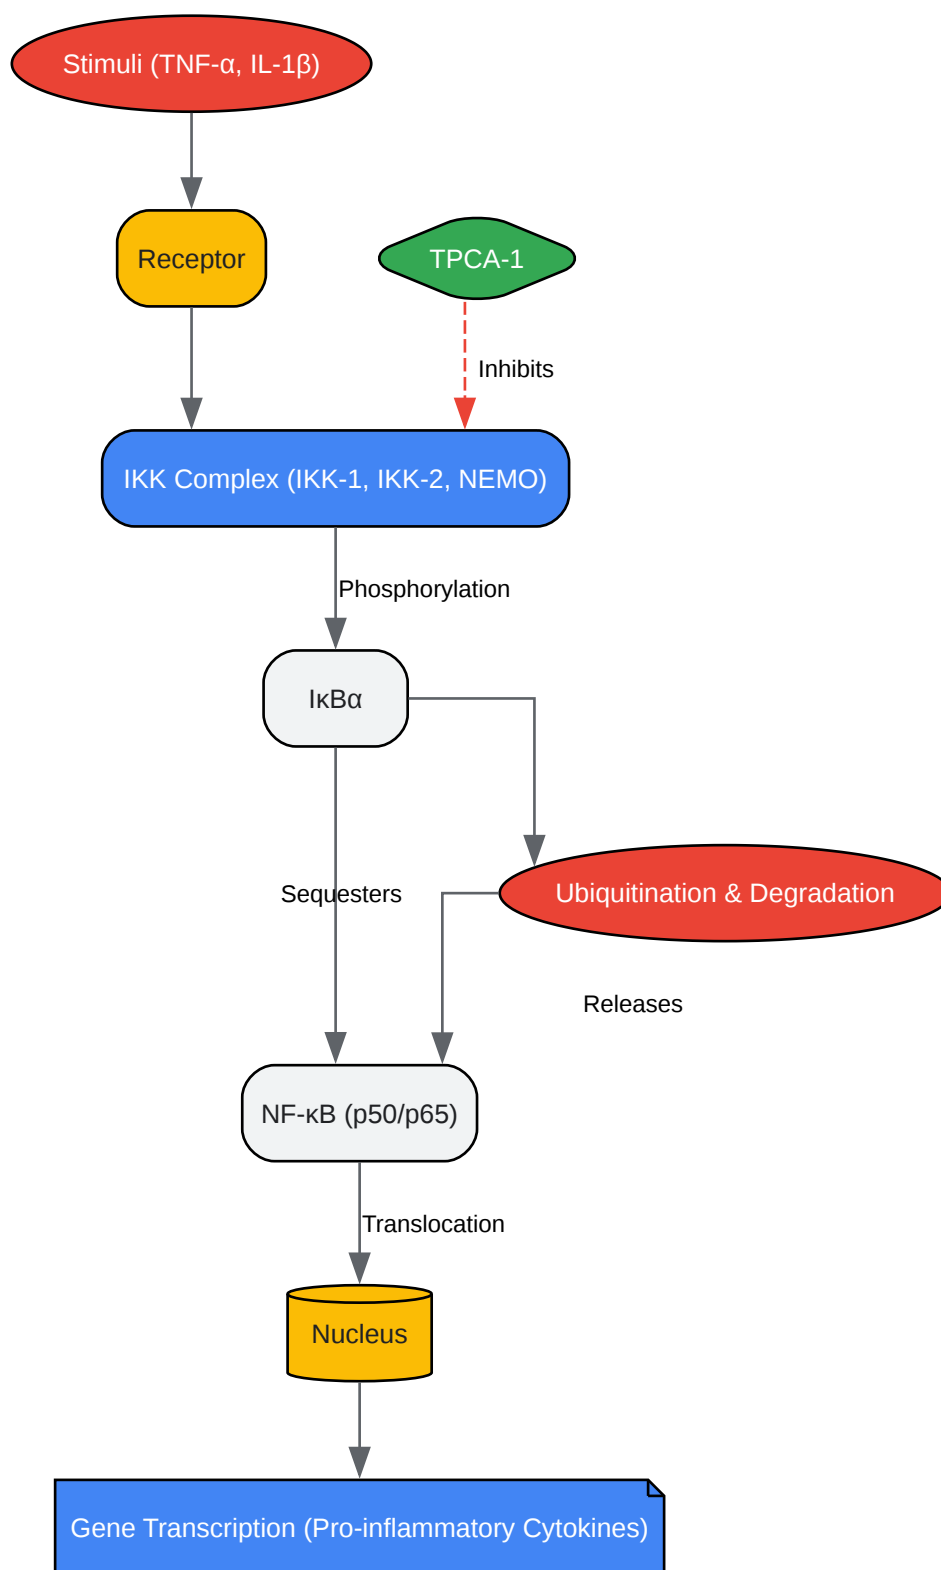 Stimuli (TNF-α, IL-1β)
Receptor
TPCA-1
Inhibits
IKK Complex (IKK-1, IKK-2, NEMO)
Phosphorylation
IκBα
Sequesters
Ubiquitination & Degradation
Releases
NF-κB (p50/p65)
Translocation
Nucleus
Gene Transcription (Pro-inflammatory Cytokines)